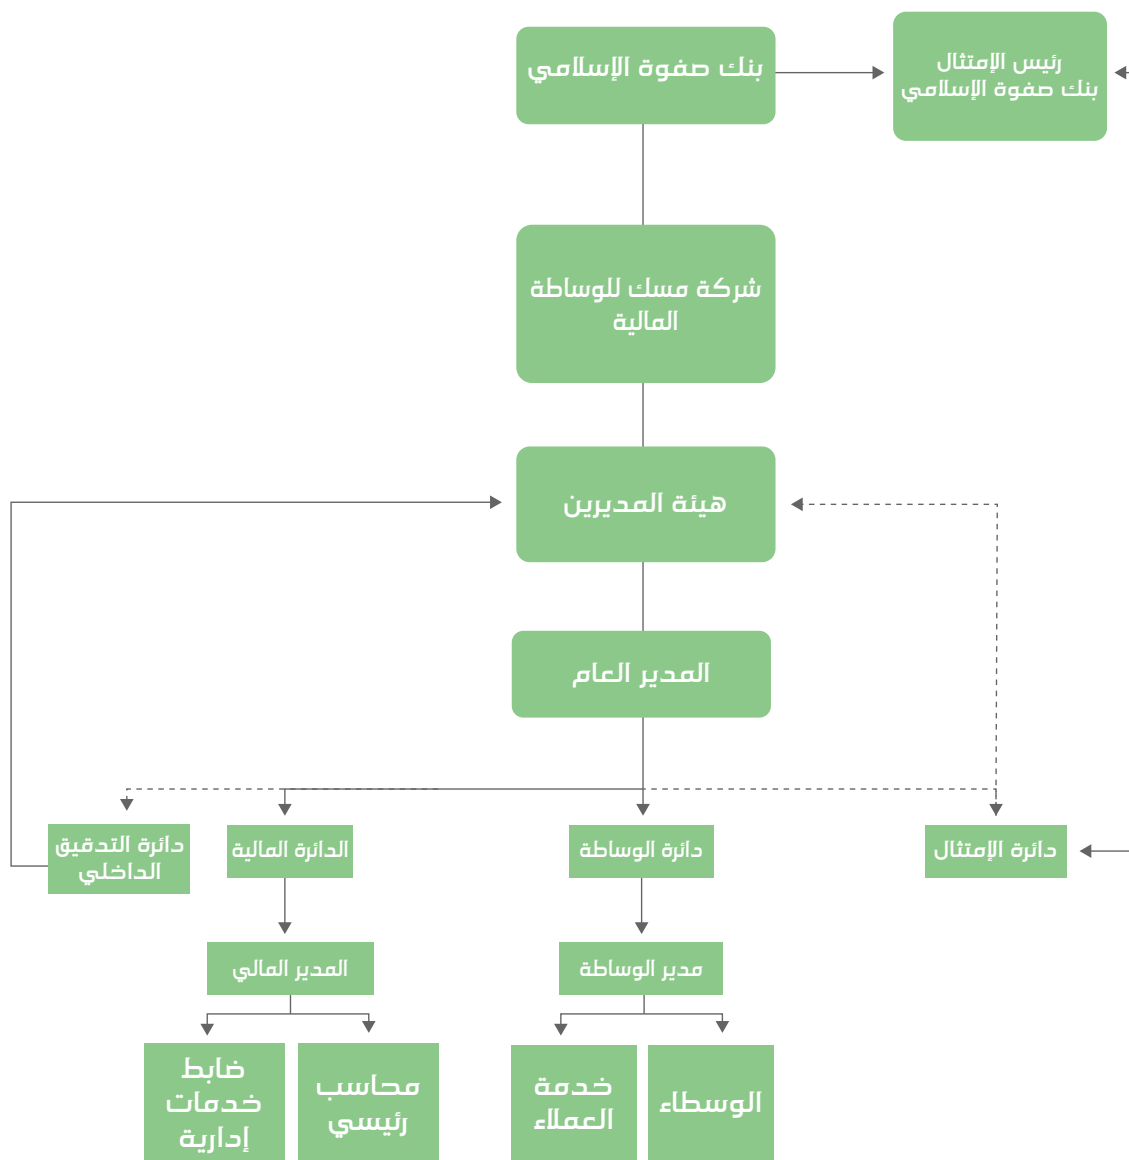 بنك صفوة الإسلامي
رئيس الإمتثال
بنك صفوة الإسلامي
شركة مسك للوساطة
المالية
هيئة المديرين
المدير العام
دائرة الإمتثال
دائرة الوساطة
الدائرة المالية
دائرة التدقيق
الداخلي
مدير الوساطة
المدير المالي
الوسطاء
خدمة
العملاء
محاسب
رئيسي
ضابط
خدمات
إدارية